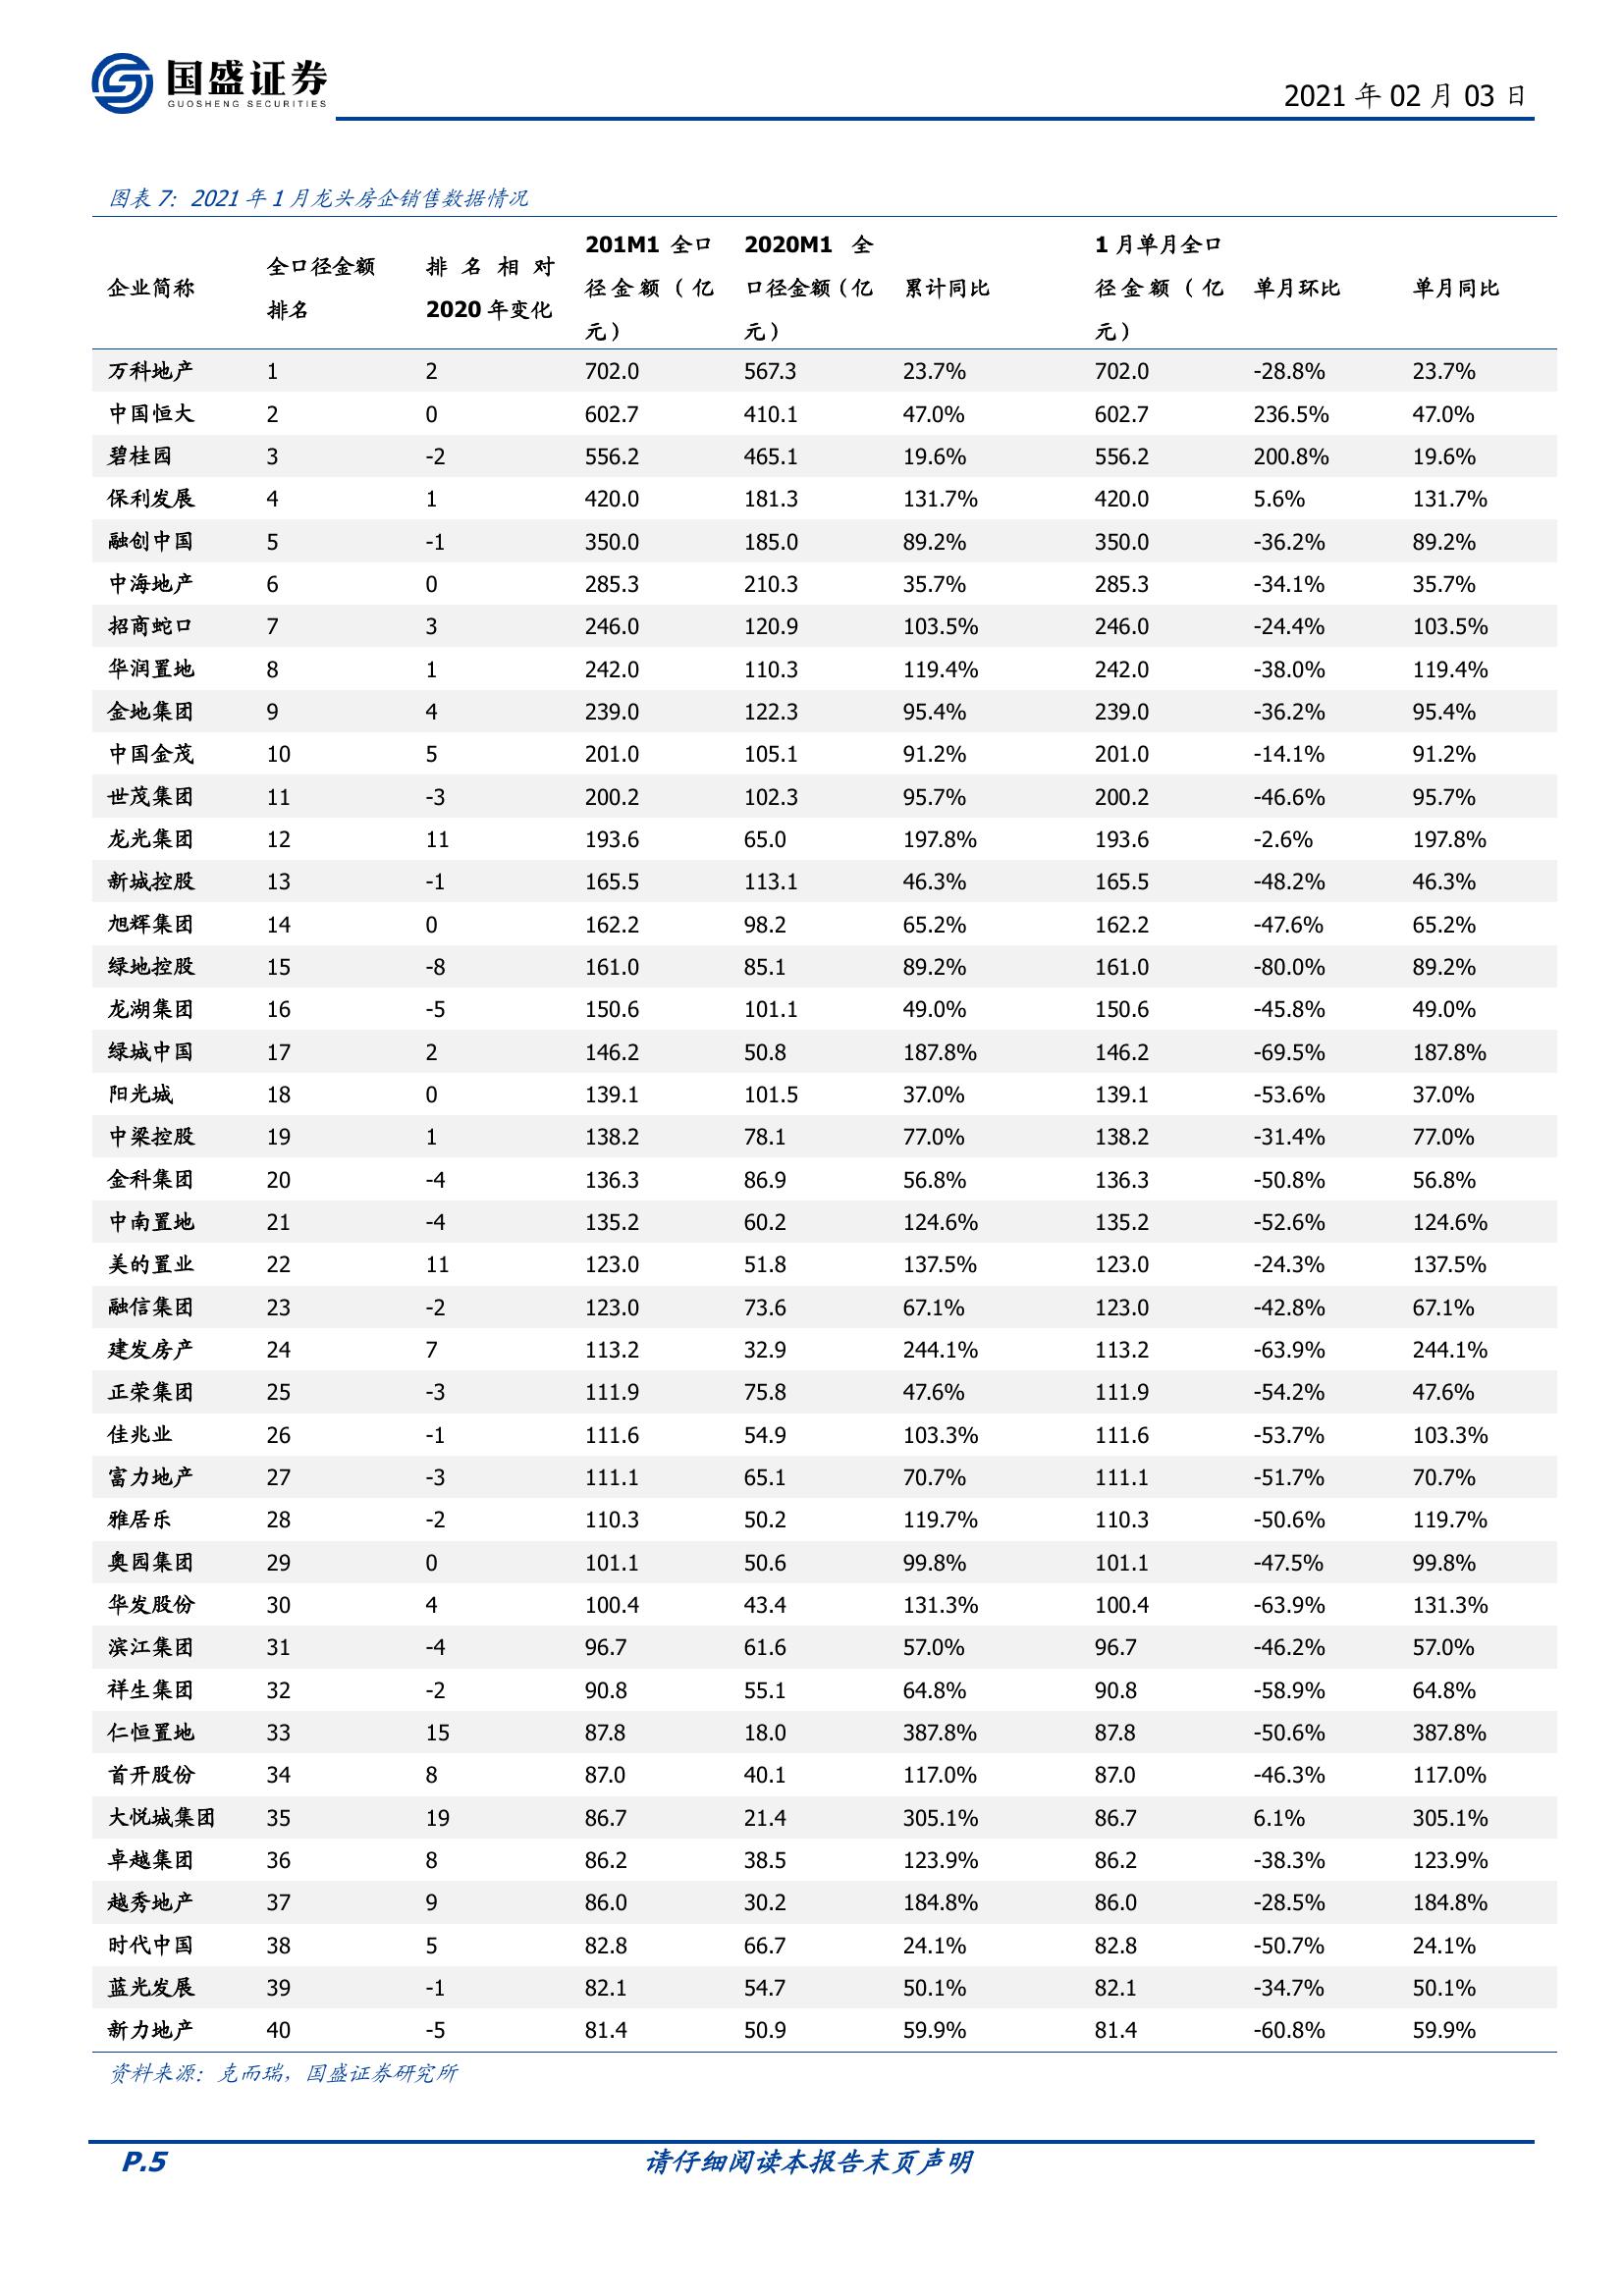 国盛证券
GUOSHENG SECURITIES
2021 年 02 月 03 日
图表 7：2021 年 1 月龙头房企销售数据情况
企业简称 全口径金额排名 排名相对2020 年变化 201M1 全口径金额（亿元） 2020M1 全口径金额（亿元） 累计同比 1 月单月全口径金额（亿元） 单月环比 单月同比
万科地产 1 2 702.0 567.3 23.7% 702.0 -28.8% 23.7%
中国恒大 2 0 602.7 410.1 47.0% 602.7 236.5% 47.0%
碧桂园 3 -2 556.2 465.1 19.6% 556.2 200.8% 19.6%
保利发展 4 1 420.0 181.3 131.7% 420.0 5.6% 131.7%
融创中国 5 -1 350.0 185.0 89.2% 350.0 -36.2% 89.2%
中海地产 6 0 285.3 210.3 35.7% 285.3 -34.1% 35.7%
招商蛇口 7 3 246.0 120.9 103.5% 246.0 -24.4% 103.5%
华润置地 8 1 242.0 110.3 119.4% 242.0 -38.0% 119.4%
金地集团 9 4 239.0 122.3 95.4% 239.0 -36.2% 95.4%
中国金茂 10 5 201.0 105.1 91.2% 201.0 -14.1% 91.2%
世茂集团 11 -3 200.2 102.3 95.7% 200.2 -46.6% 95.7%
龙光集团 12 11 193.6 65.0 197.8% 193.6 -2.6% 197.8%
新城控股 13 -1 165.5 113.1 46.3% 165.5 -48.2% 46.3%
旭辉集团 14 0 162.2 98.2 65.2% 162.2 -47.6% 65.2%
绿地控股 15 -8 161.0 85.1 89.2% 161.0 -80.0% 89.2%
龙湖集团 16 -5 150.6 101.1 49.0% 150.6 -45.8% 49.0%
绿城中国 17 2 146.2 50.8 187.8% 146.2 -69.5% 187.8%
阳光城 18 0 139.1 101.5 37.0% 139.1 -53.6% 37.0%
中梁控股 19 1 138.2 78.1 77.0% 138.2 -31.4% 77.0%
金科集团 20 -4 136.3 86.9 56.8% 136.3 -50.8% 56.8%
中南置地 21 -4 135.2 60.2 124.6% 135.2 -52.6% 124.6%
美的置业 22 11 123.0 51.8 137.5% 123.0 -24.3% 137.5%
融信集团 23 -2 123.0 73.6 67.1% 123.0 -42.8% 67.1%
建发房产 24 7 113.2 32.9 244.1% 113.2 -63.9% 244.1%
正荣集团 25 -3 111.9 75.8 47.6% 111.9 -54.2% 47.6%
佳兆业 26 -1 111.6 54.9 103.3% 111.6 -53.7% 103.3%
富力地产 27 -3 111.1 65.1 70.7% 111.1 -51.7% 70.7%
雅居乐 28 -2 110.3 50.2 119.7% 110.3 -50.6% 119.7%
奥园集团 29 0 101.1 50.6 99.8% 101.1 -47.5% 99.8%
华发股份 30 4 100.4 43.4 131.3% 100.4 -63.9% 131.3%
滨江集团 31 -4 96.7 61.6 57.0% 96.7 -46.2% 57.0%
祥生集团 32 -2 90.8 55.1 64.8% 90.8 -58.9% 64.8%
仁恒置地 33 15 87.8 18.0 387.8% 87.8 -50.6% 387.8%
首开股份 34 8 87.0 40.1 117.0% 87.0 -46.3% 117.0%
大悦城集团 35 19 86.7 21.4 305.1% 86.7 6.1% 305.1%
卓越集团 36 8 86.2 38.5 123.9% 86.2 -38.3% 123.9%
越秀地产 37 9 86.0 30.2 184.8% 86.0 -28.5% 184.8%
时代中国 38 5 82.8 66.7 24.1% 82.8 -50.7% 24.1%
蓝光发展 39 -1 82.1 54.7 50.1% 82.1 -34.7% 50.1%
新力地产 40 -5 81.4 50.9 59.9% 81.4 -60.8% 59.9%
资料来源：克而瑞，国盛证券研究所
P.5 请仔细阅读本报告末页声明